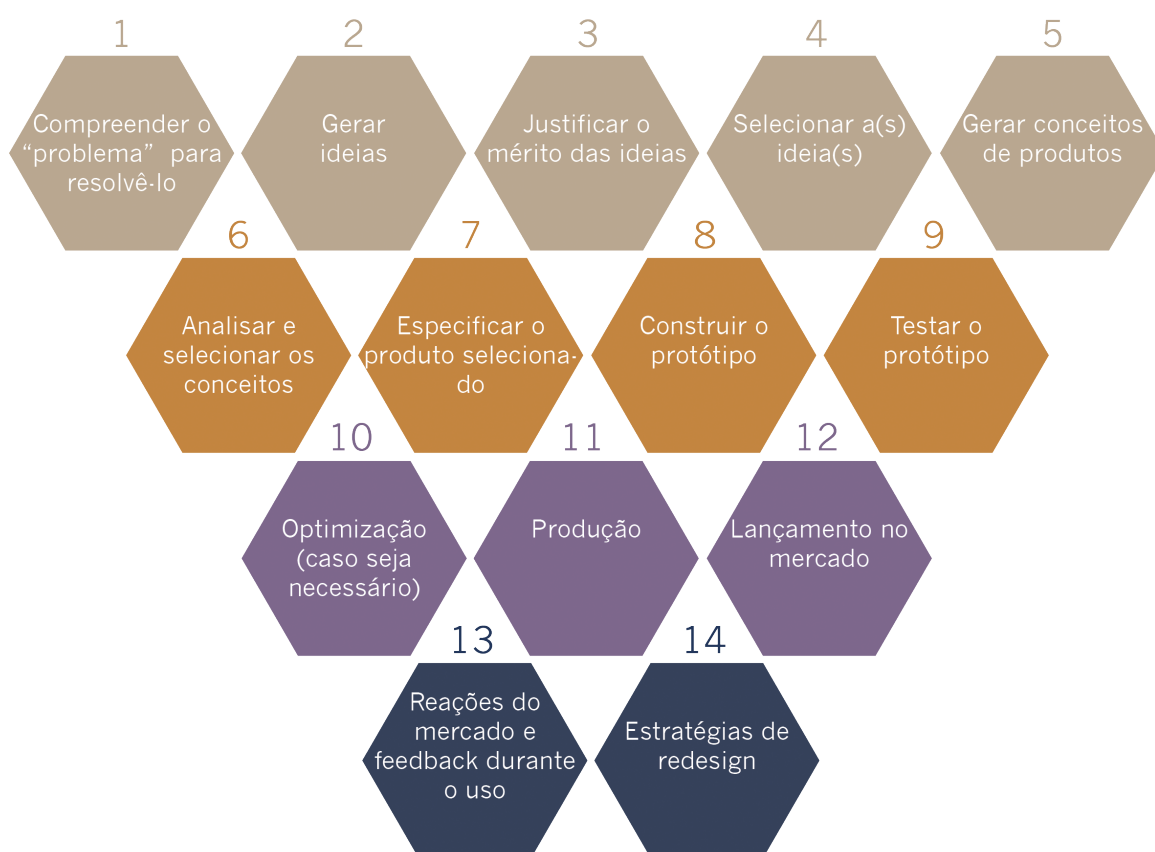 1
2
3
4
5
Compreender o
“problema”  para
resolvê-lo
Gerar
ideias
Justificar o
mérito das ideias
Selecionar a(s)
ideia(s)
Gerar conceitos
de produtos
6
7
8
9
Analisar e
selecionar os
conceitos
Especificar o
produto seleciona-
do
Construir o
protótipo
Testar o
protótipo
10
11
12
Optimização
(caso seja
necessário)
Produção
Lançamento no
mercado
13
14
Reações do
mercado e
feedback durante
o uso
Estratégias de
redesign